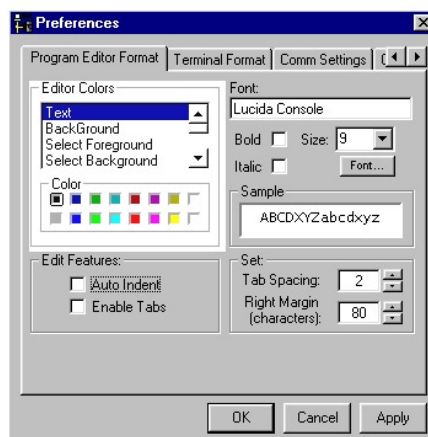 Preferences
Program Editor Format Terminal Format Comm Settings
Editor Colors
Text
BackGround
Select Foreground
Select Background
Color
Font:
Lucida Console
Bold Size: 9
Italic Font...
Sample
ABCDXYZabcdxyz
Edit Features:
Auto Indent
Enable Tabs
Set:
Tab Spacing: 2
Right Margin
(characters): 80
OK Cancel Apply